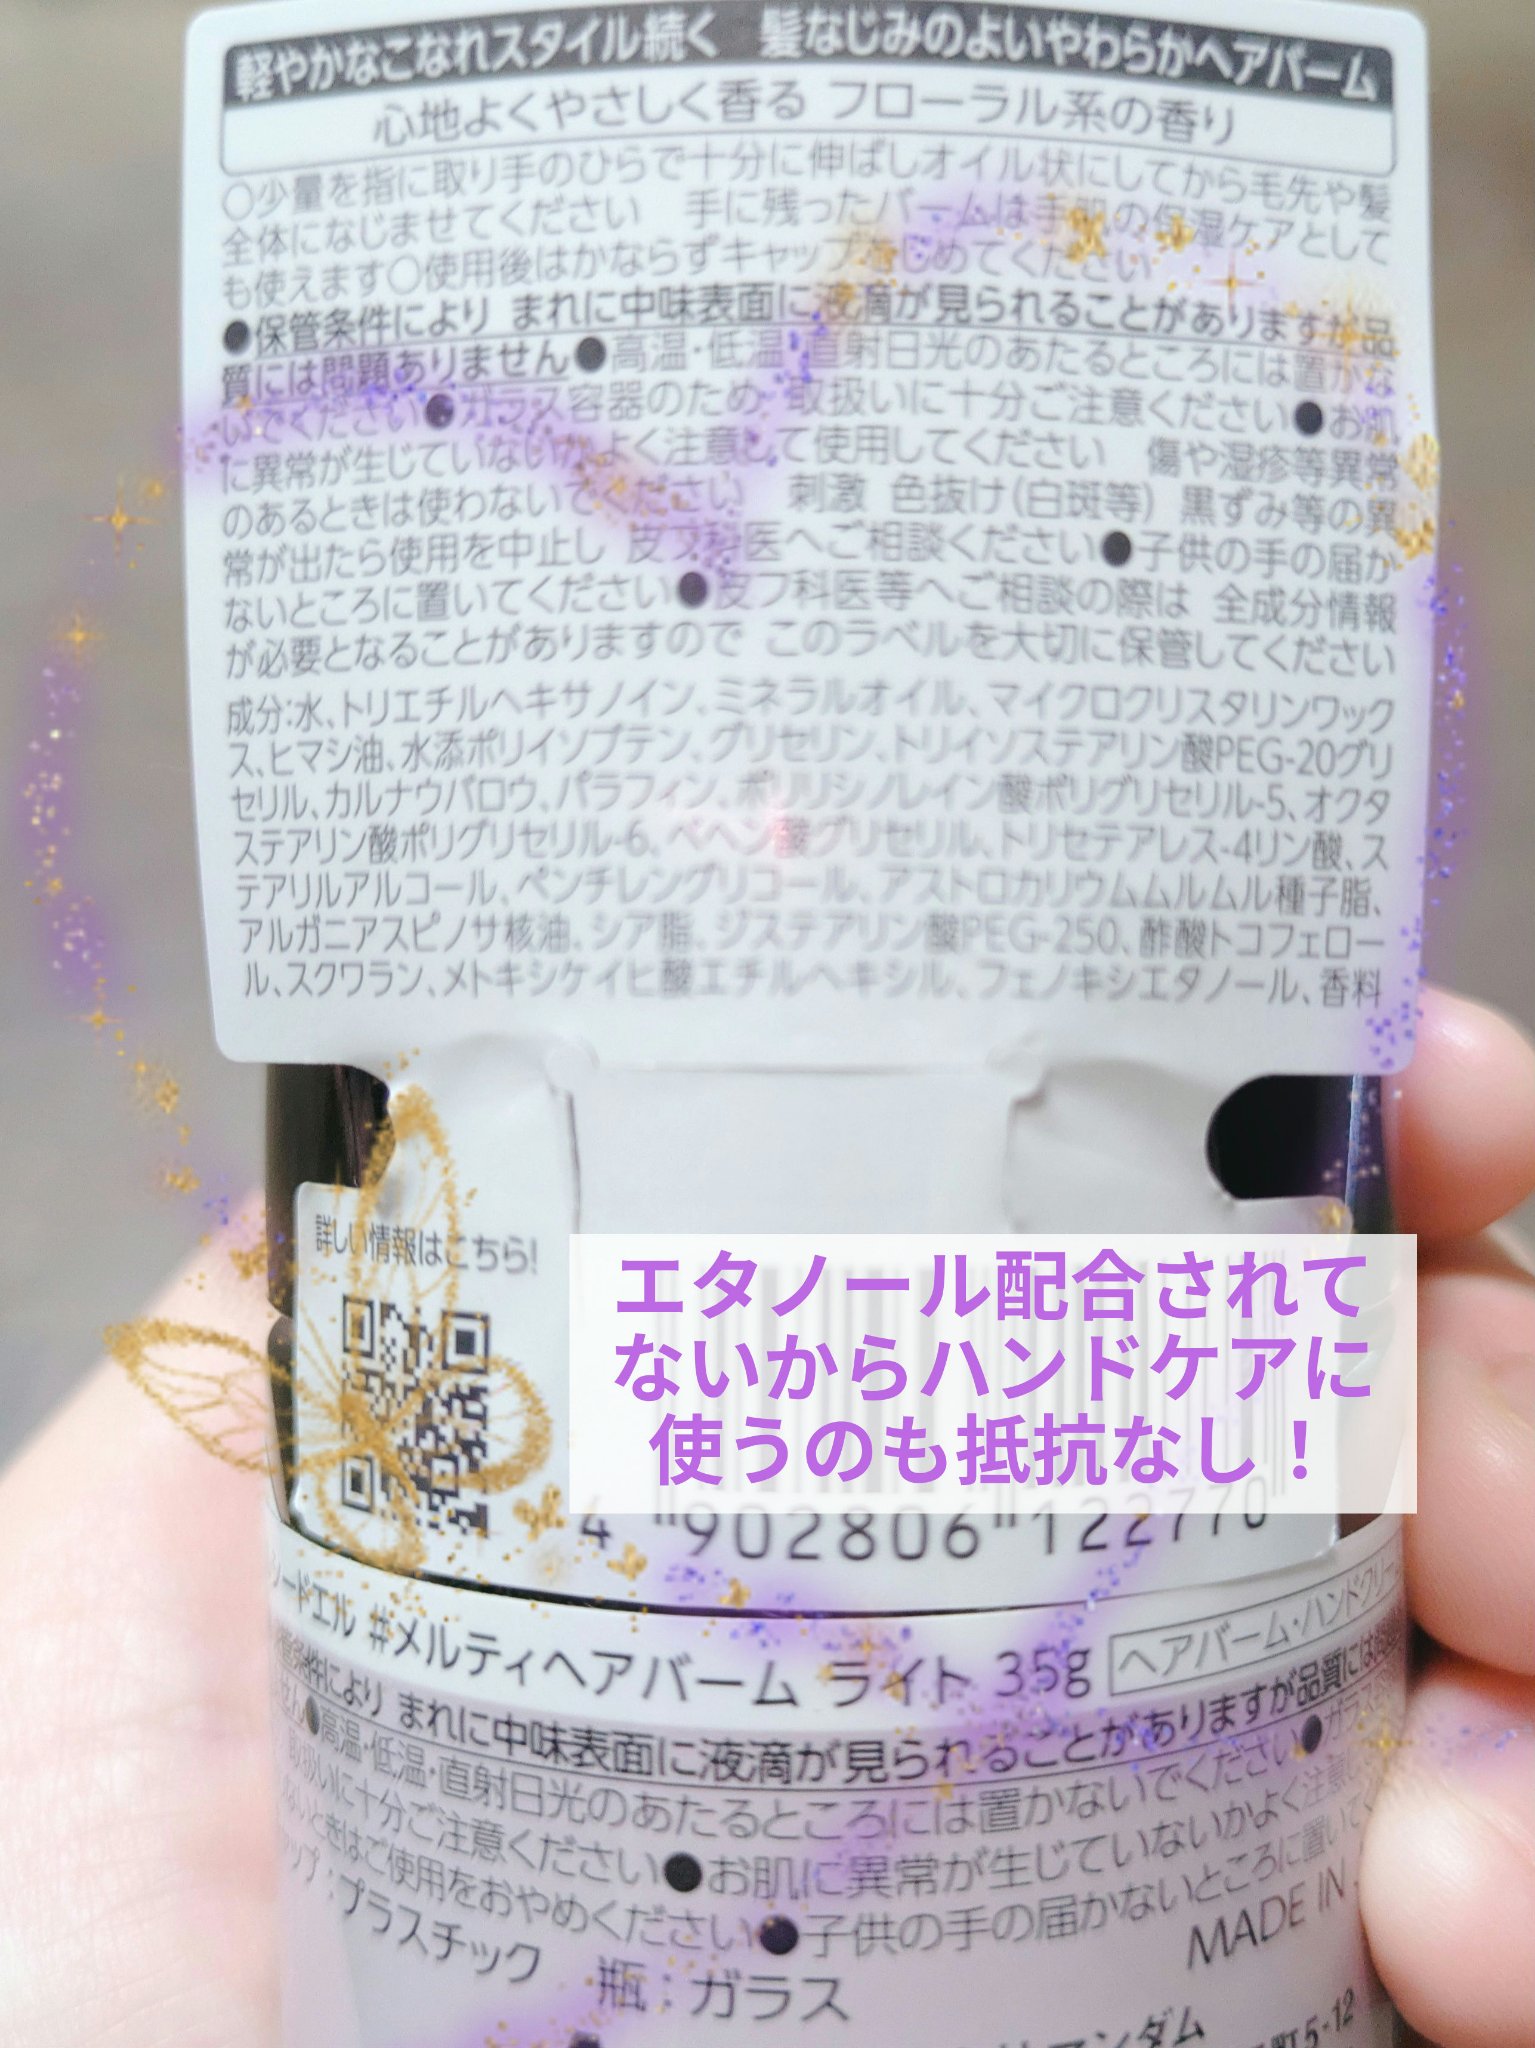 軽やかなこなれスタイル続く 髪なじみのよいやわらかヘアバーム
心地よくやさしく香る フローラル系の香り
○少量を指に取り手のひらで十分に伸ばしオイル状にしてから毛先や髪
全体になじませてください 手に残ったバームは手肌の保湿ケアとして
も使えます○使用後はかならずキャップをしめてください
●保管条件により まれに中味表面に液滴が見られることがありますが品
質には問題ありません●高温・低温・直射日光のあたるところには置かな
いでください●ガラス容器のため 取扱いに十分ご注意ください●お肌
に異常が生じていないかよく注意して使用してください 傷や湿疹等異常
のあるときは使わないでください 刺激 色抜け(白斑等) 黒ずみ等の異
常が出たら使用を中止し 皮フ科医へご相談ください●子供の手の届か
ないところに置いてください●皮フ科医等へご相談の際は 全成分情報
が必要となることがありますので このラベルを大切に保管してください
成分:水、トリエチルヘキサノイン、ミネラルオイル、マイクロクリスタリンワック
ス、ヒマシ油、水添ポリイソブテン、グリセリン、トリイソステアリン酸PEG-20グリ
セリル、カルナウバロウ、パラフィン、ポリリシノレイン酸ポリグリセリル-5、オクタ
ステアリン酸ポリグリセリル-6、ベヘン酸グリセリル、トリセテアレス-4リン酸、ス
テアリルアルコール、ペンチレングリコール、アストロカリウムムルムル種子脂、
アルガニアスピノサ核油、シア脂、ジステアリン酸PEG-250、酢酸トコフェロー
ル、スクワラン、メトキシケイヒ酸エチルヘキシル、フェノキシエタノール、香料
詳しい情報はこちら!
エタノール配合されて
ないからハンドケアに
使うのも抵抗なし!
4 902806 122770
シードエル #メルティヘアバーム ライト 35g ヘアバーム・ハンドクリー
条件により まれに中味表面に液滴が見られることがありますが品質には
せん●高温・低温・直射日光のあたるところには置かないでください●ガラス
取扱いに十分ご注意ください●お肌に異常が生じていないかよく注意
ときはご使用をおやめください●子供の手の届かないところに置いて
ップ:プラスチック 瓶:ガラス MADE IN
マンダム
町5-12